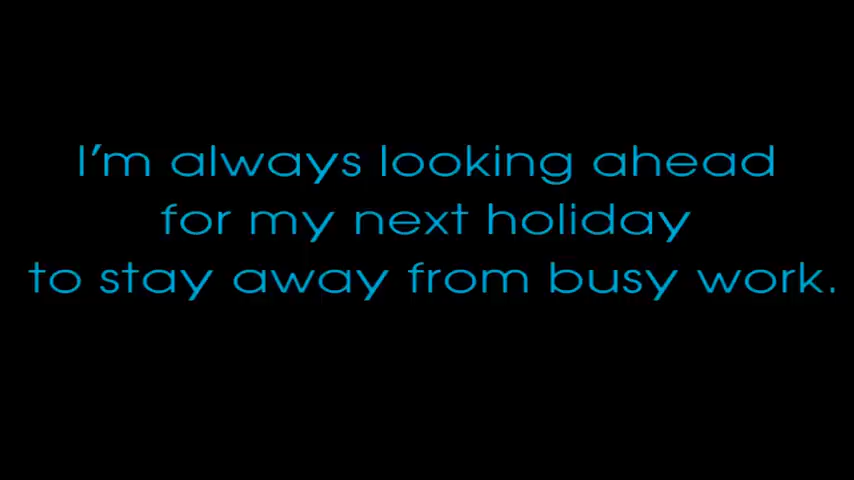 I'm always looking ahead
for my next holiday
to stay away from busy work.